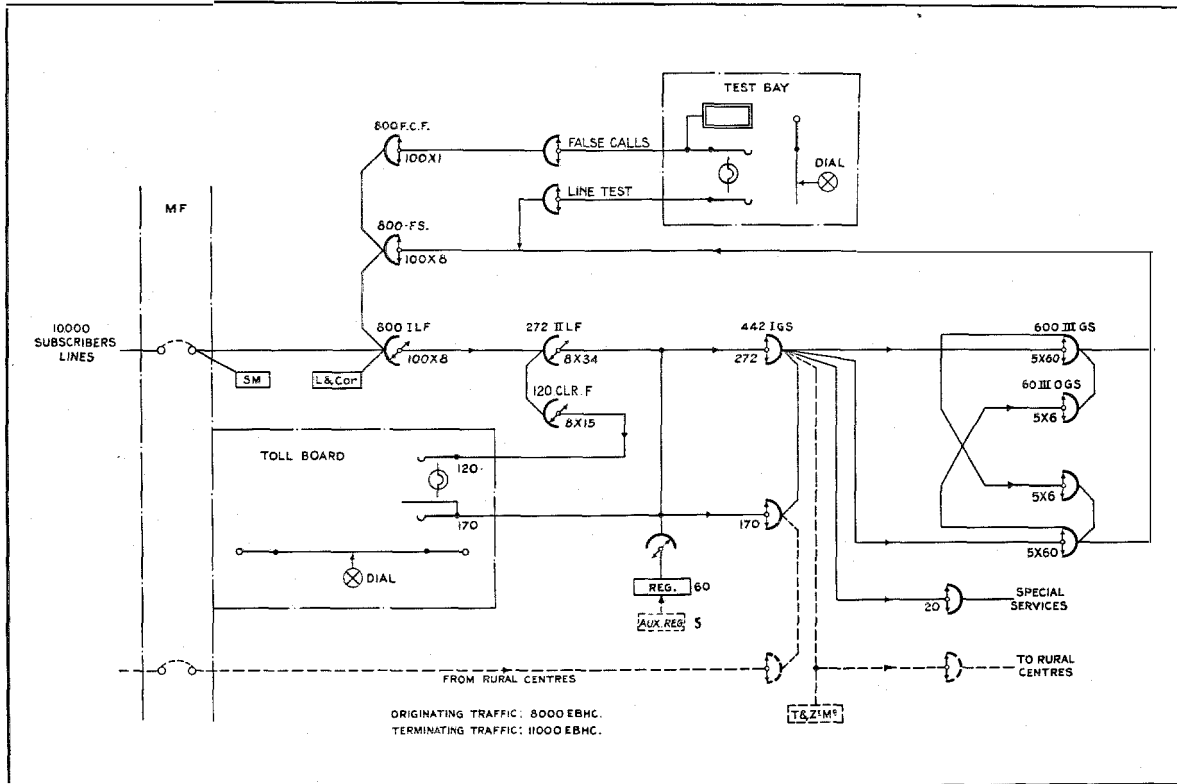 TEST BAY
800 F.C.F.
100X1
FALSE CALLS
DIAL
LINE TEST
MF
800-FS.
100X8
10000
SUBSCRIBERS
LINES
800 I LF
100X8
272 II LF
8X34
442 I GS
272
600 III GS
5X60
SM
L&Cor
120 CLR. F
8X15
60 III O GS
5X6
TOLL BOARD
120
170
170
5X6
5X60
DIAL
REG. 60
AUX. REG. 5
20
SPECIAL
SERVICES
FROM RURAL CENTRES
TO RURAL
CENTRES
ORIGINATING TRAFFIC: 8000 EBHC.
TERMINATING TRAFFIC: 11000 EBHC.